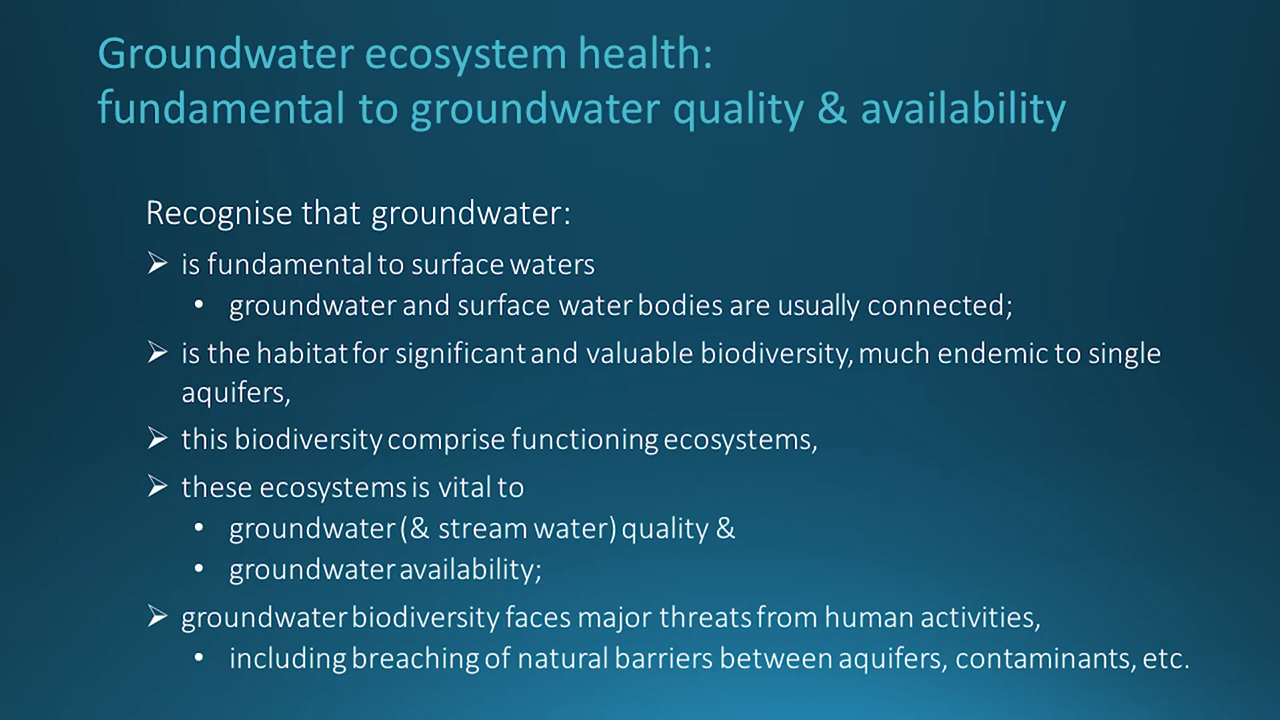 Groundwater ecosystem health:
fundamental to groundwater quality & availability
Recognise that groundwater:
➢ is fundamental to surface waters
• groundwater and surface water bodies are usually connected;
➢ is the habitat for significant and valuable biodiversity, much endemic to single
aquifers,
➢ this biodiversity comprise functioning ecosystems,
➢ these ecosystems is vital to
• groundwater (& stream water) quality &
• groundwater availability;
➢ groundwater biodiversity faces major threats from human activities,
• including breaching of natural barriers between aquifers, contaminants, etc.